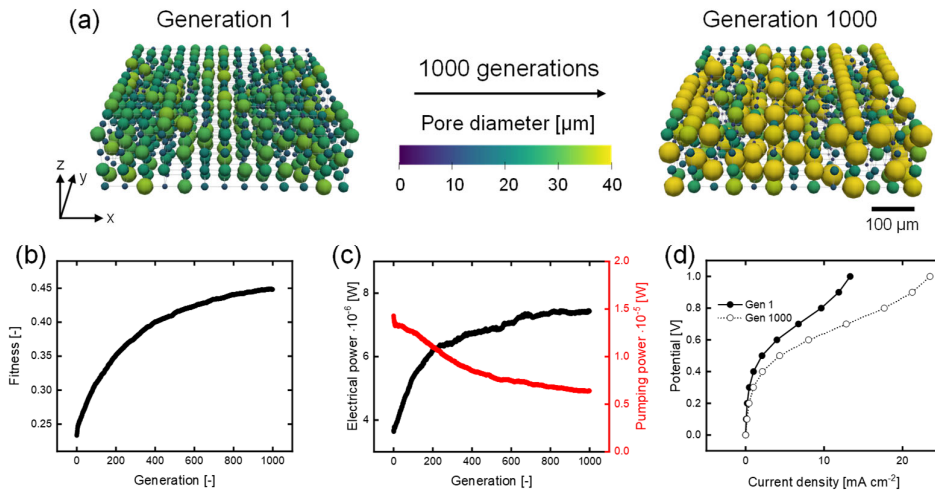 (a)
Generation 1
Generation 1000
1000 generations
Pore diameter [µm]
0 10 20 30 40
z
y
x
100 µm
(b)
Fitness [-]
0.45
0.40
0.35
0.30
0.25
0 200 400 600 800 1000
Generation [-]
(c)
Electrical power ·10⁻⁶ [W]
8
6
4
2.0
1.5
1.0
0.5
0.0
Pumping power ·10⁻⁵ [W]
0 200 400 600 800 1000
Generation [-]
(d)
Potential [V]
1.0
0.8
0.6
0.4
0.2
0.0
Gen 1
Gen 1000
0 10 20
Current density [mA cm⁻²]